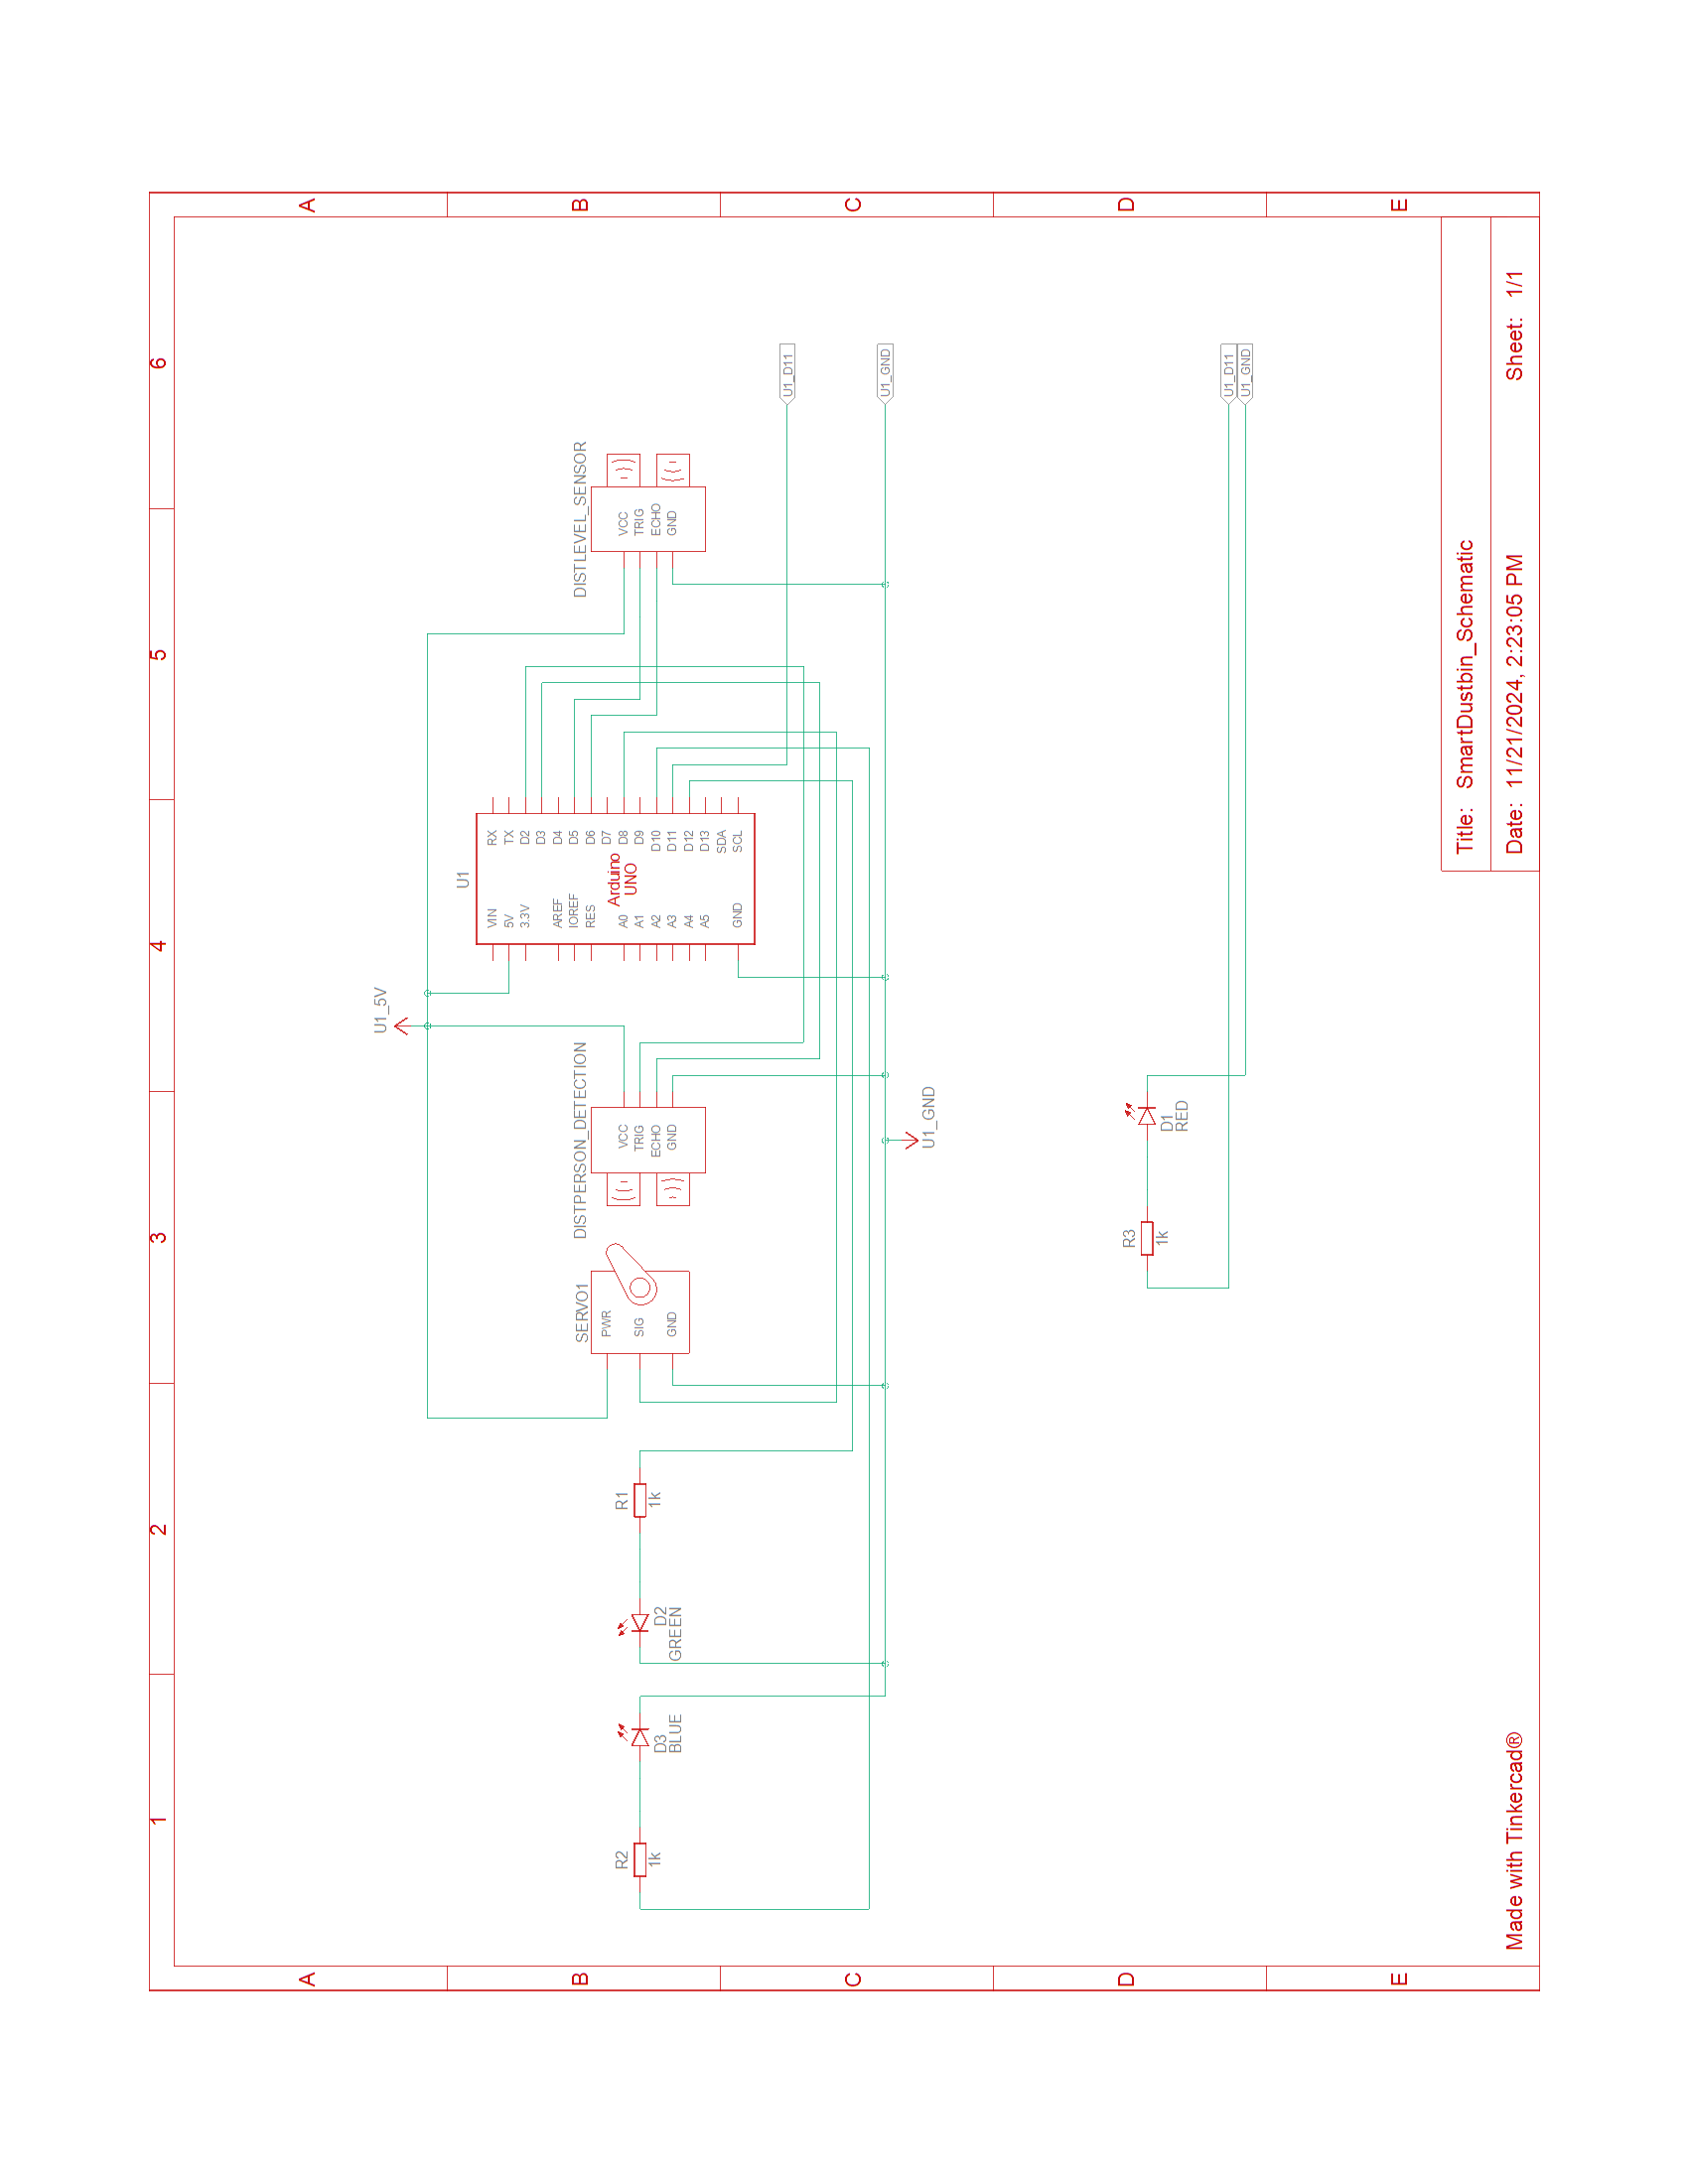 1
2
3
4
5
6
A
A
U1_5V
U1
VIN
5V
3.3V
AREF
IOREF
RES
A0
A1
A2
A3
A4
A5
GND
Arduino
UNO
RX
TX
D2
D3
D4
D5
D6
D7
D8
D9
D10
D11
D12
D13
SDA
SCL
B
B
R2
1k
D3
BLUE
D2
GREEN
R1
1k
SERVO1
PWR
SIG
GND
DISTPERSON_DETECTION
VCC
TRIG
ECHO
GND
DISTLEVEL_SENSOR
VCC
TRIG
ECHO
GND
U1_D11
C
C
U1_GND
U1_GND
D
D
R3
1k
D1
RED
U1_D11
U1_GND
E
E
Title: SmartDustbin_Schematic
Made with Tinkercad®
Date: 11/21/2024, 2:23:05 PM Sheet: 1/1